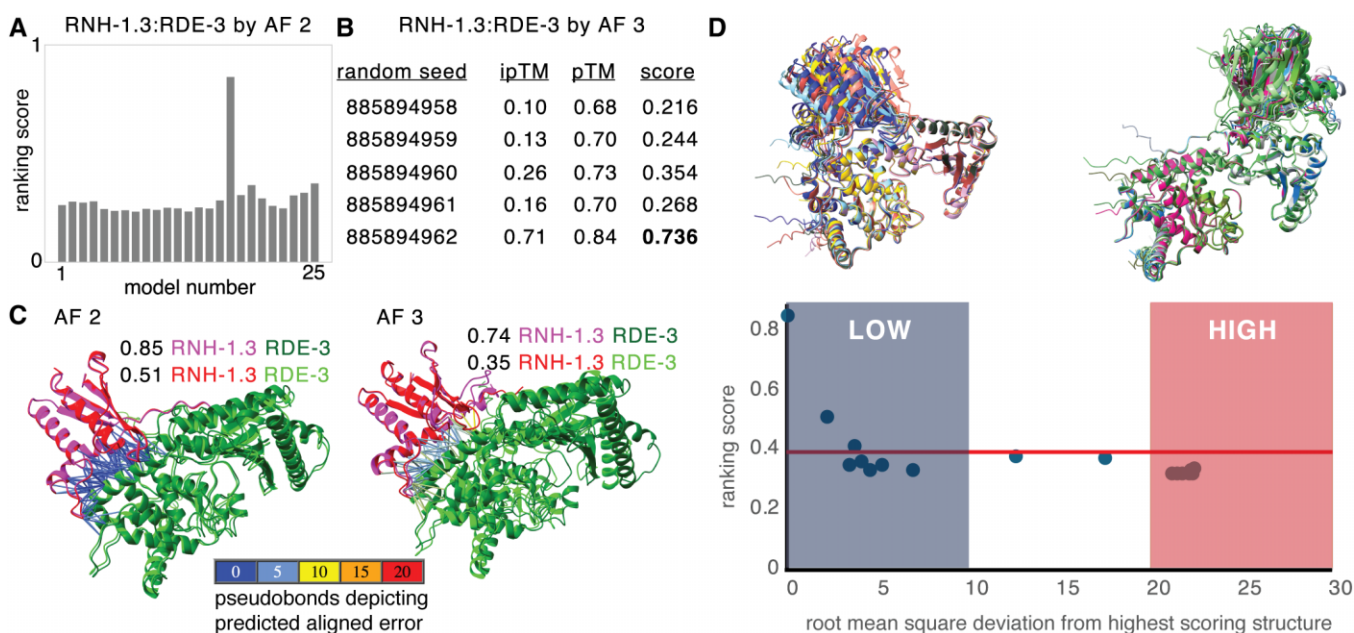 A RNH-1.3:RDE-3 by AF 2
1
ranking score
0
1 25
model number
B RNH-1.3:RDE-3 by AF 3
random seed ipTM pTM score
885894958 0.10 0.68 0.216
885894959 0.13 0.70 0.244
885894960 0.26 0.73 0.354
885894961 0.16 0.70 0.268
885894962 0.71 0.84 0.736
C AF 2
0.85 RNH-1.3 RDE-3
0.51 RNH-1.3 RDE-3
AF 3
0.74 RNH-1.3 RDE-3
0.35 RNH-1.3 RDE-3
0 5 10 15 20
pseudobonds depicting
predicted aligned error
D
LOW HIGH
0.8
0.6
0.4
0.2
0
ranking score
0 5 10 15 20 25 30
root mean square deviation from highest scoring structure